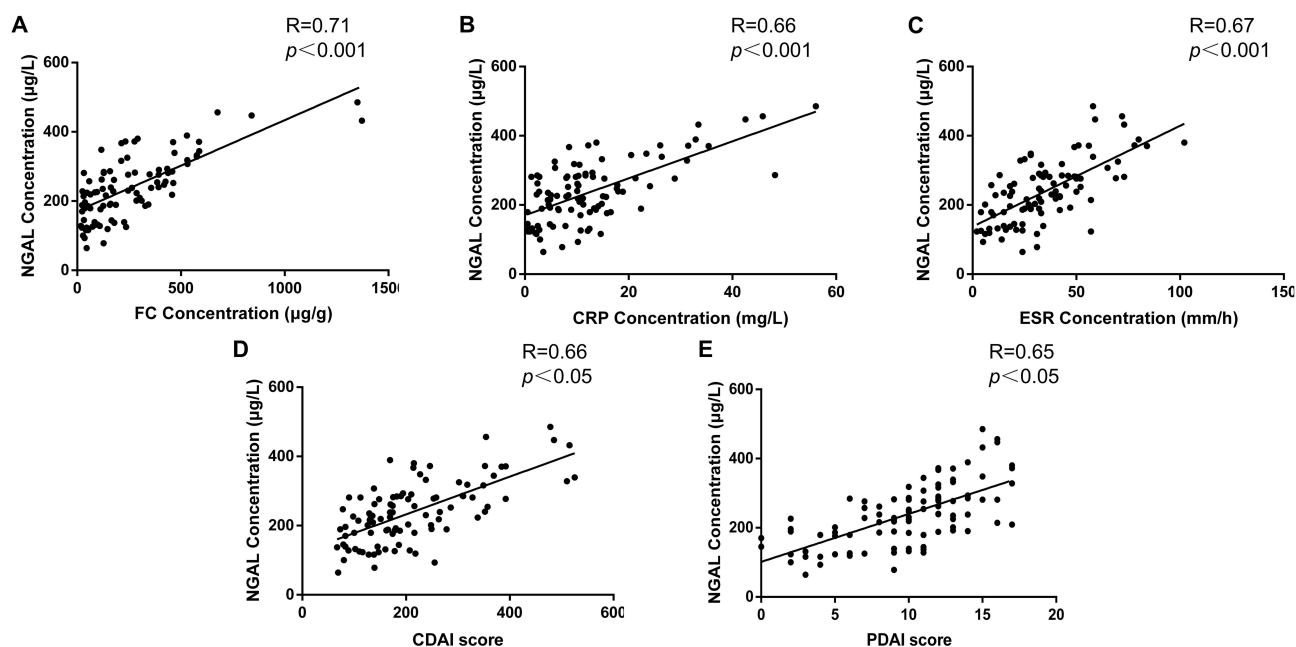 A
R=0.71
p<0.001
NGAL Concentration (µg/L)
600
400
200
0
0 500 1000 1500
FC Concentration (µg/g)
B
R=0.66
p<0.001
NGAL Concentration (µg/L)
600
400
200
0
0 20 40 60
CRP Concentration (mg/L)
C
R=0.67
p<0.001
NGAL Concentration (µg/L)
600
400
200
0
0 50 100 150
ESR Concentration (mm/h)
D
R=0.66
p<0.05
NGAL Concentration (µg/L)
600
400
200
0
0 200 400 600
CDAI score
E
R=0.65
p<0.05
NGAL Concentration (µg/L)
600
400
200
0
0 5 10 15 20
PDAI score